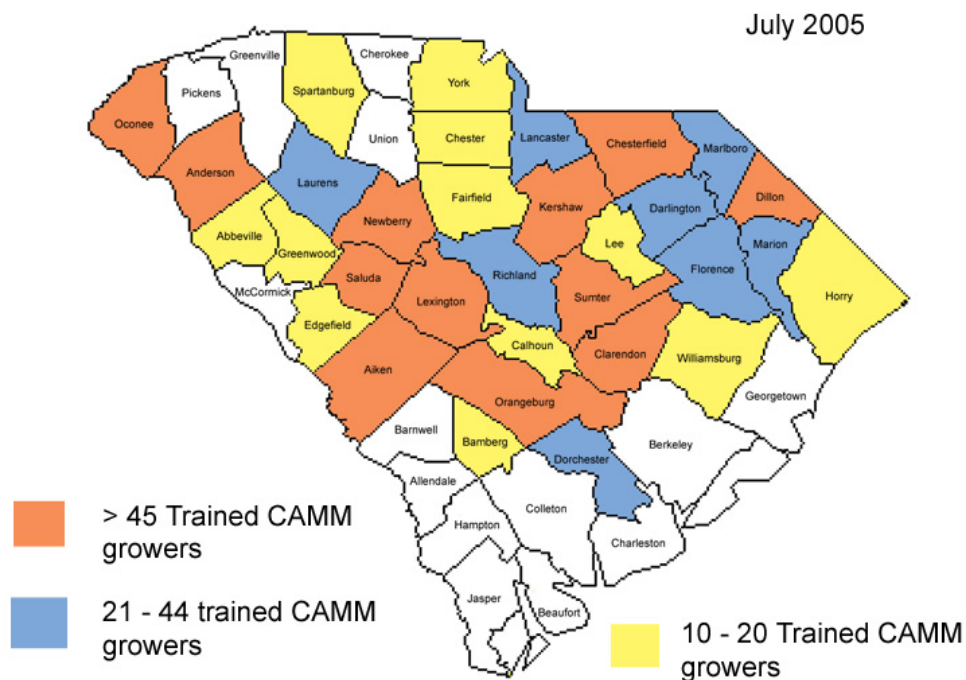 July 2005
Cherokee
Greenville
York
Pickens
Spartanburg
Oconee
Union
Chester
Lancaster
Chesterfield
Marlboro
Anderson
Laurens
Fairfield
Kershaw
Darlington
Dillon
Newberry
Abbeville
Greenwood
Lee
Marion
Saluda
Richland
Florence
McCormick
Lexington
Sumter
Horry
Edgefield
Calhoun
Clarendon
Williamsburg
Aiken
Orangeburg
Georgetown
Barnwell
Bamberg
Berkeley
Dorchester
Allendale
Colleton
Hampton
Charleston
Jasper
Beaufort
> 45 Trained CAMM
growers
21 - 44 trained CAMM
growers
10 - 20 Trained CAMM
growers